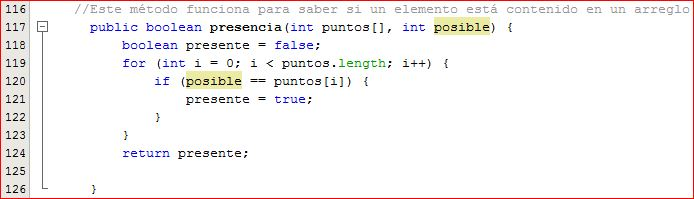 116 //Este método funciona para saber si un elemento está contenido en un arreglo
117 public boolean presencia(int puntos[], int posible) {
118 boolean presente = false;
119 for (int i = 0; i < puntos.length; i++) {
120 if (posible == puntos[i]) {
121 presente = true;
122 }
123 }
124 return presente;
125
126 }